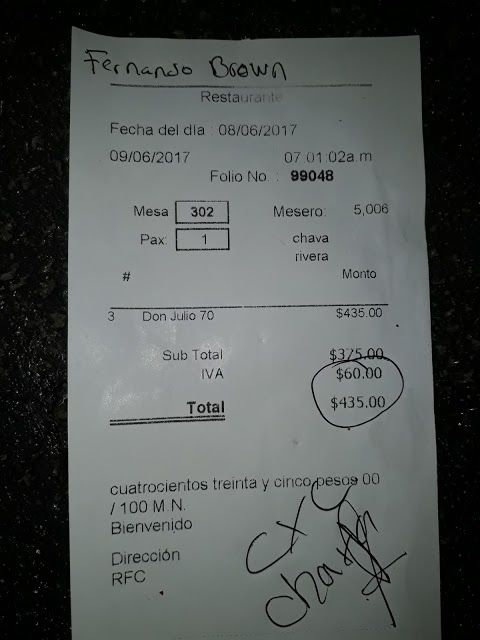 Fernando Brown
Restaurante
Fecha del día : 08/06/2017
09/06/2017 07:01:02a.m
Folio No. : 99048
Mesa 302 Mesero: 5,006
Pax: 1 chava
rivera
# Monto
3 Don Julio 70 $435.00
Sub Total $375.00
IVA $60.00
Total $435.00
cuatrocientos treinta y cinco pesos 00
/ 100 M.N.
Bienvenido
Dirección
RFC
CXC